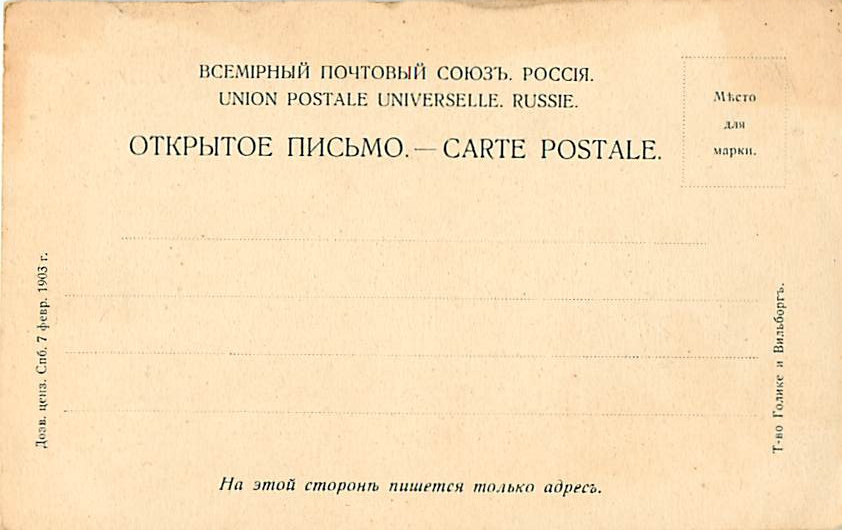 ВСЕМІРНЫЙ ПОЧТОВЫЙ СОЮЗЪ. РОССІЯ.
UNION POSTALE UNIVERSELLE. RUSSIE.
ОТКРЫТОЕ ПИСЬМО.—CARTE POSTALE.
Мѣсто
для
марки.
Дозв. ценз. Спб. 7 февр. 1903 г.
Т-во Голике и Вильборгъ.
На этой сторонѣ пишется только адресъ.